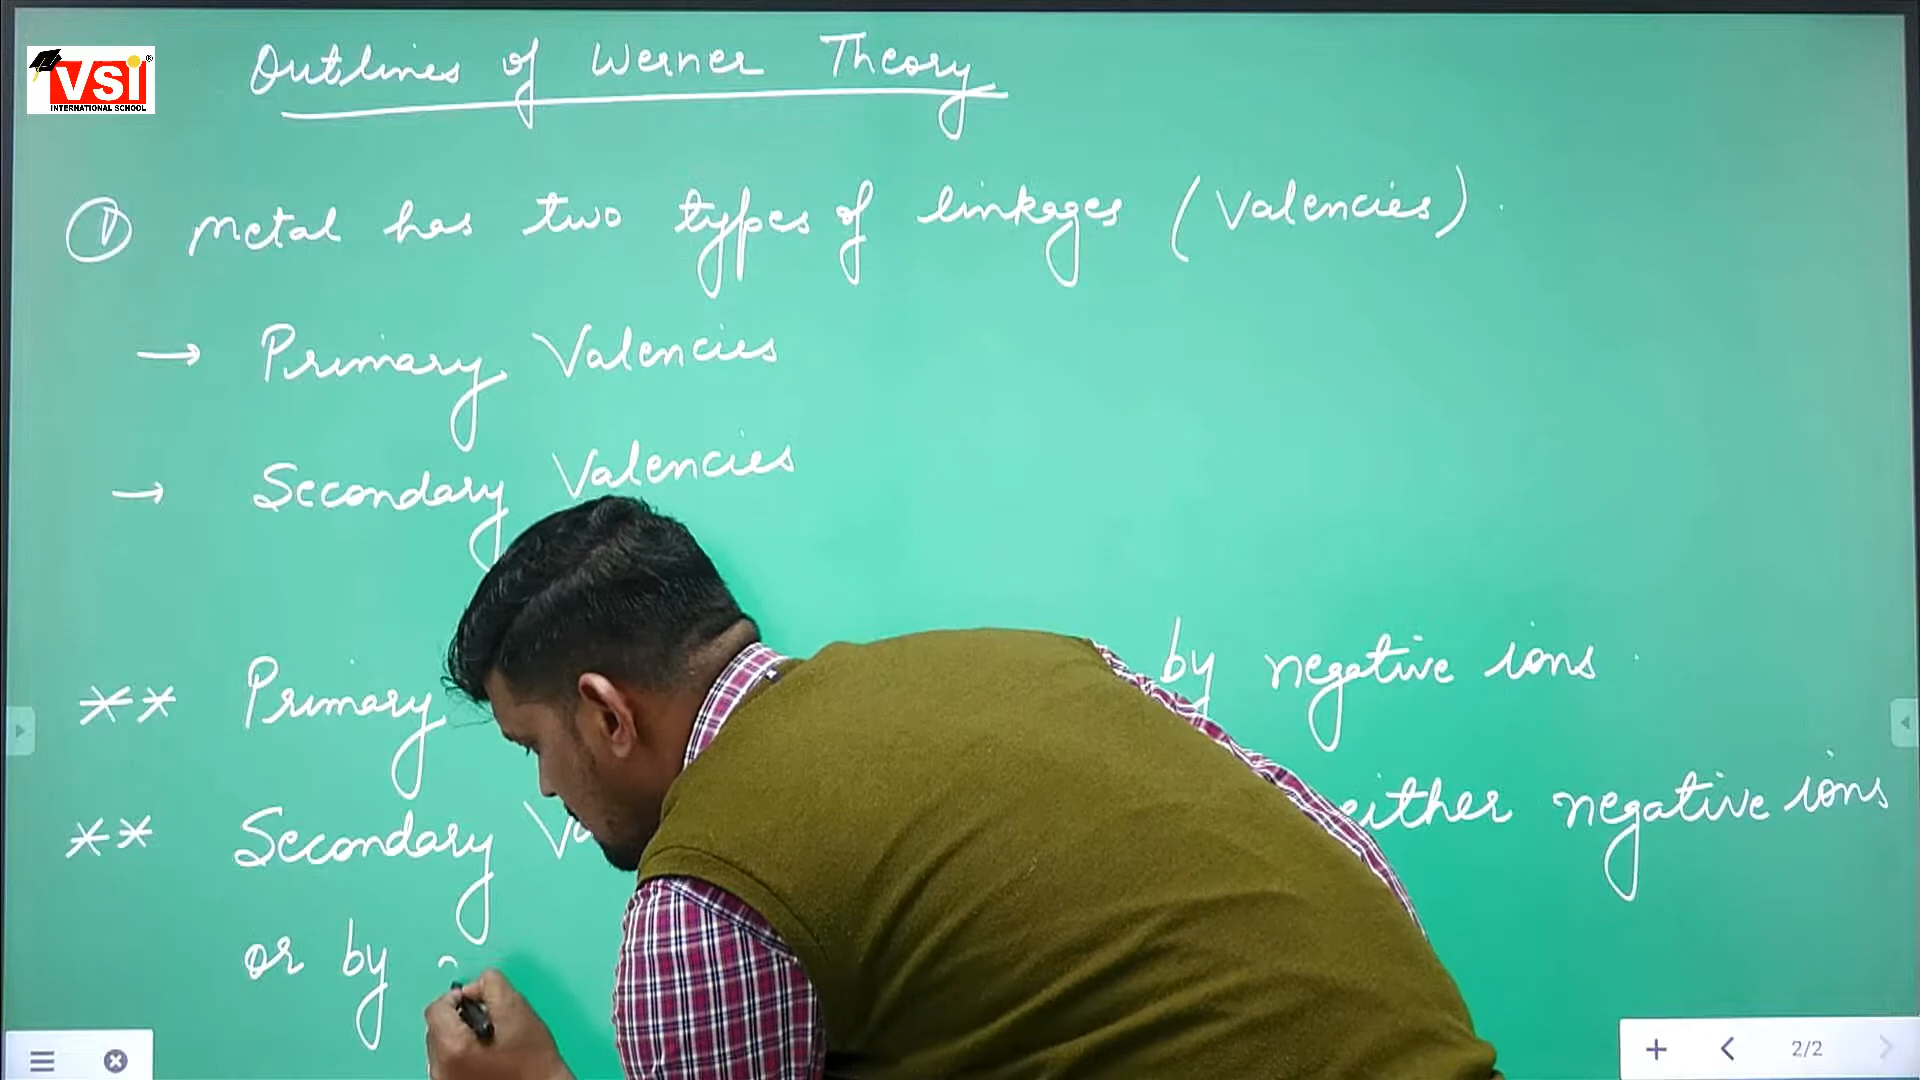 VSI
INTERNATIONAL SCHOOL
Outlines of Werner Theory
1 Metal has two types of linkages (Valencies).
→ Primary Valencies
→ Secondary Valencies
** Primary by negative ions.
** Secondary either negative ions
or by
2/2